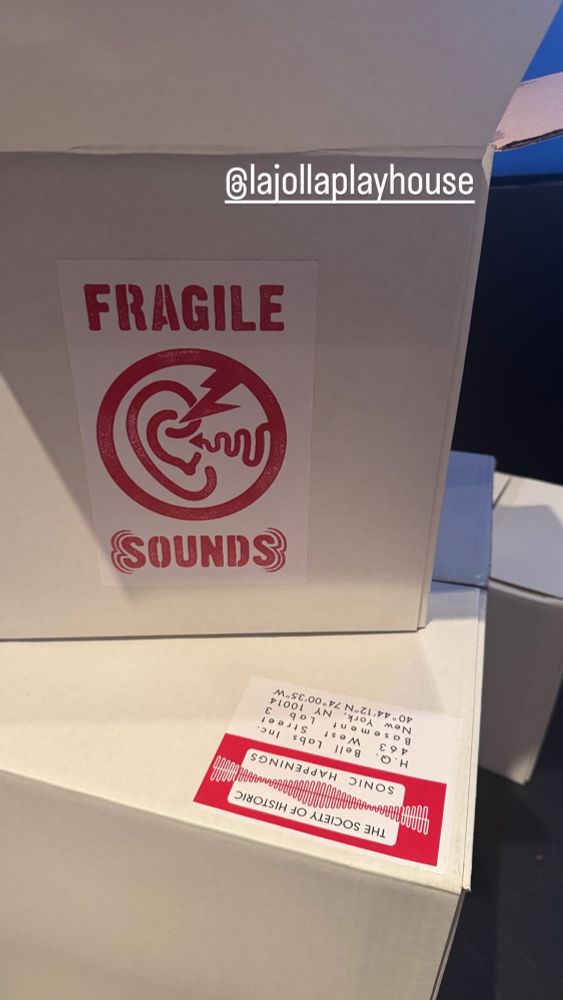 @lajollaplayhouse
FRAGILE
SOUNDS
THE SOCIETY OF HISTORIC
SONIC HAPPENINGS
H.Q. Bell Labs Inc.
463 West Street
Basement Lab 3
New York, NY 10014
40°44'12"N 74°00'35"W